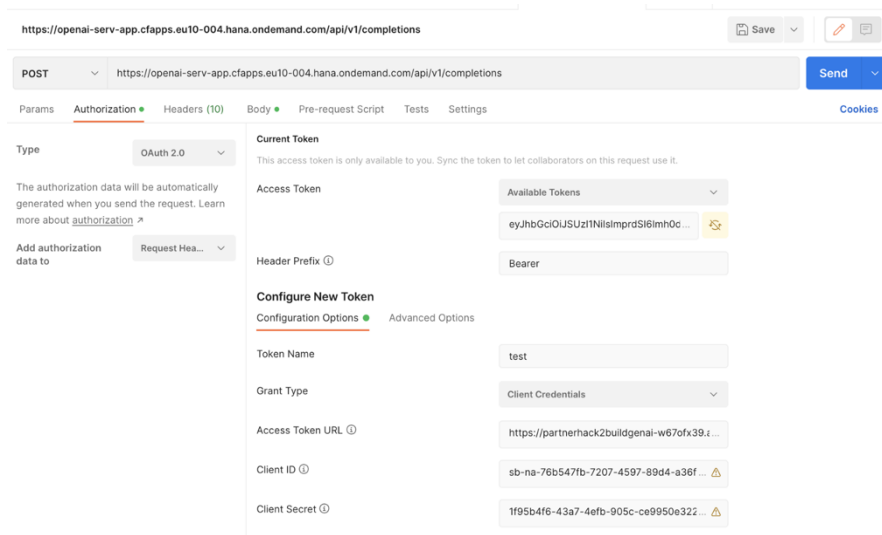 https://openai-serv-app.cfapps.eu10-004.hana.ondemand.com/api/v1/completions
Save
POST
https://openai-serv-app.cfapps.eu10-004.hana.ondemand.com/api/v1/completions
Send
Params Authorization Headers (10) Body Pre-request Script Tests Settings Cookies
Type OAuth 2.0
The authorization data will be automatically
generated when you send the request. Learn
more about authorization ↗
Add authorization
data to
Request Hea...
Current Token
This access token is only available to you. Sync the token to let collaborators on this request use it.
Access Token Available Tokens
eyJhbGciOiJSUzI1NiIsImprdSI6Imh0d...
Header Prefix Bearer
Configure New Token
Configuration Options Advanced Options
Token Name test
Grant Type Client Credentials
Access Token URL https://partnerhack2buildgenai-w67ofx39.a...
Client ID sb-na-76b547fb-7207-4597-89d4-a36f...
Client Secret 1f95b4f6-43a7-4efb-905c-ce9950e322...